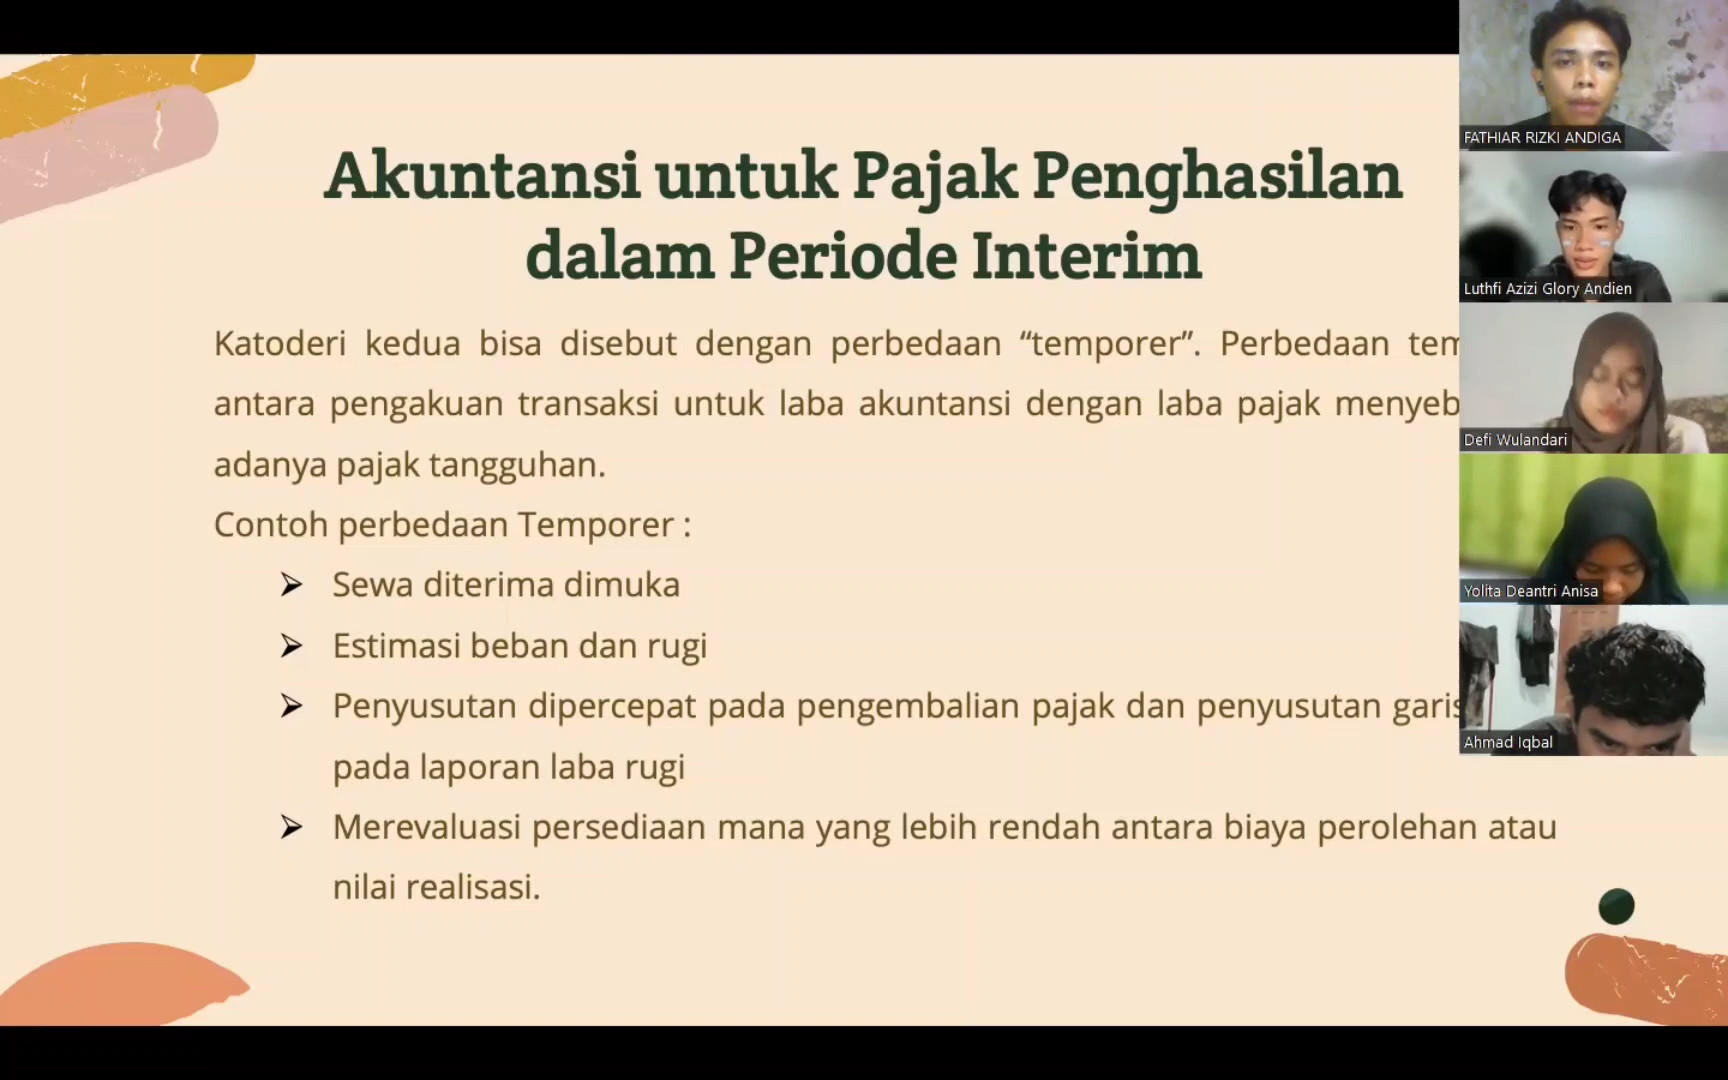 Akuntansi untuk Pajak Penghasilan
dalam Periode Interim
Katoderi kedua bisa disebut dengan perbedaan “temporer”. Perbedaan
antara pengakuan transaksi untuk laba akuntansi dengan laba pajak
adanya pajak tangguhan.
Contoh perbedaan Temporer :
Sewa diterima dimuka
Estimasi beban dan rugi
Penyusutan dipercepat pada pengembalian pajak dan penyusutan
pada laporan laba rugi
Merevaluasi persediaan mana yang lebih rendah antara biaya perolehan atau
nilai realisasi.
FATHIAR RIZKI ANDIGA
Luthfi Azizi Glory Andien
Defi Wulandari
Yolita Deantri Anisa
Ahmad Iqbal